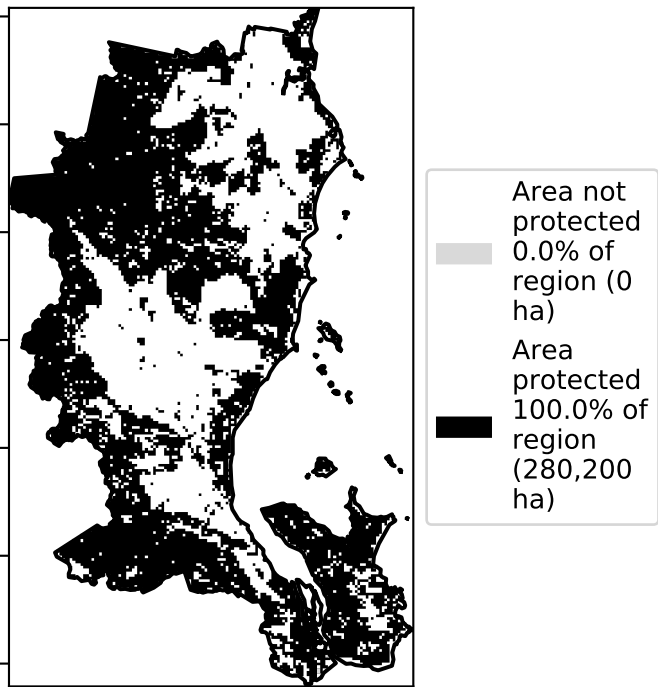 Area not
protected
0.0% of
region (0
ha)
Area
protected
100.0% of
region
(280,200
ha)